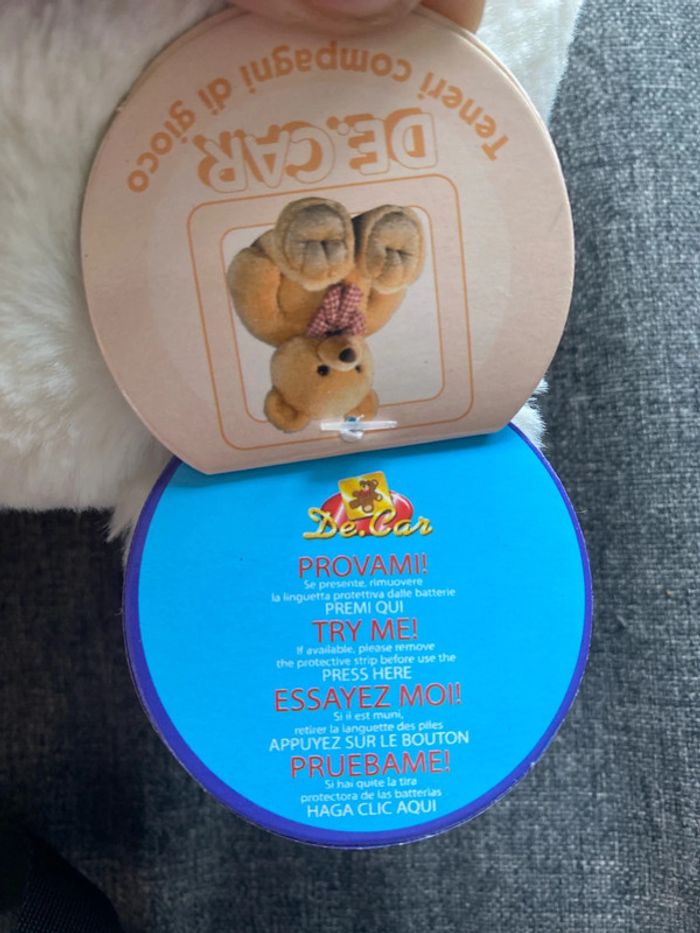 Teneri compagni di gioco
DE.CAR
De.Car
PROVAMI!
Se presente, rimuovere
la linguetta protettiva dalle batterie
PREMI QUI
TRY ME!
If available, please remove
the protective strip before use the
PRESS HERE
ESSAYEZ MOI!
Si il est muni,
retirer la languette des piles
APPUYEZ SUR LE BOUTON
PRUEBAME!
Si hai quite la tira
protectora de las batterias
HAGA CLIC AQUI